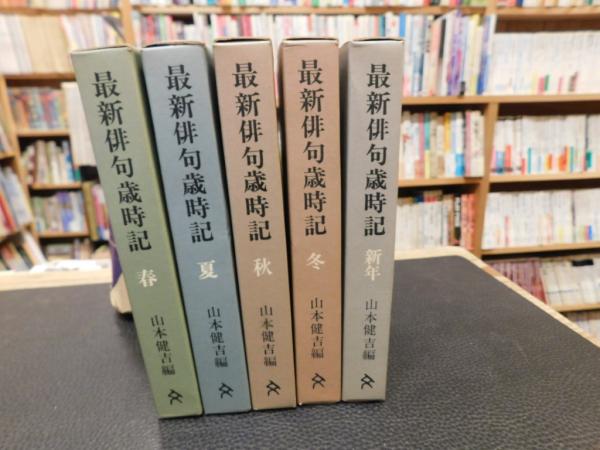 最新俳句歳時記 春 山本健吉編
最新俳句歳時記 夏 山本健吉編
最新俳句歳時記 秋 山本健吉編
最新俳句歳時記 冬 山本健吉編
最新俳句歳時記 新年 山本健吉編